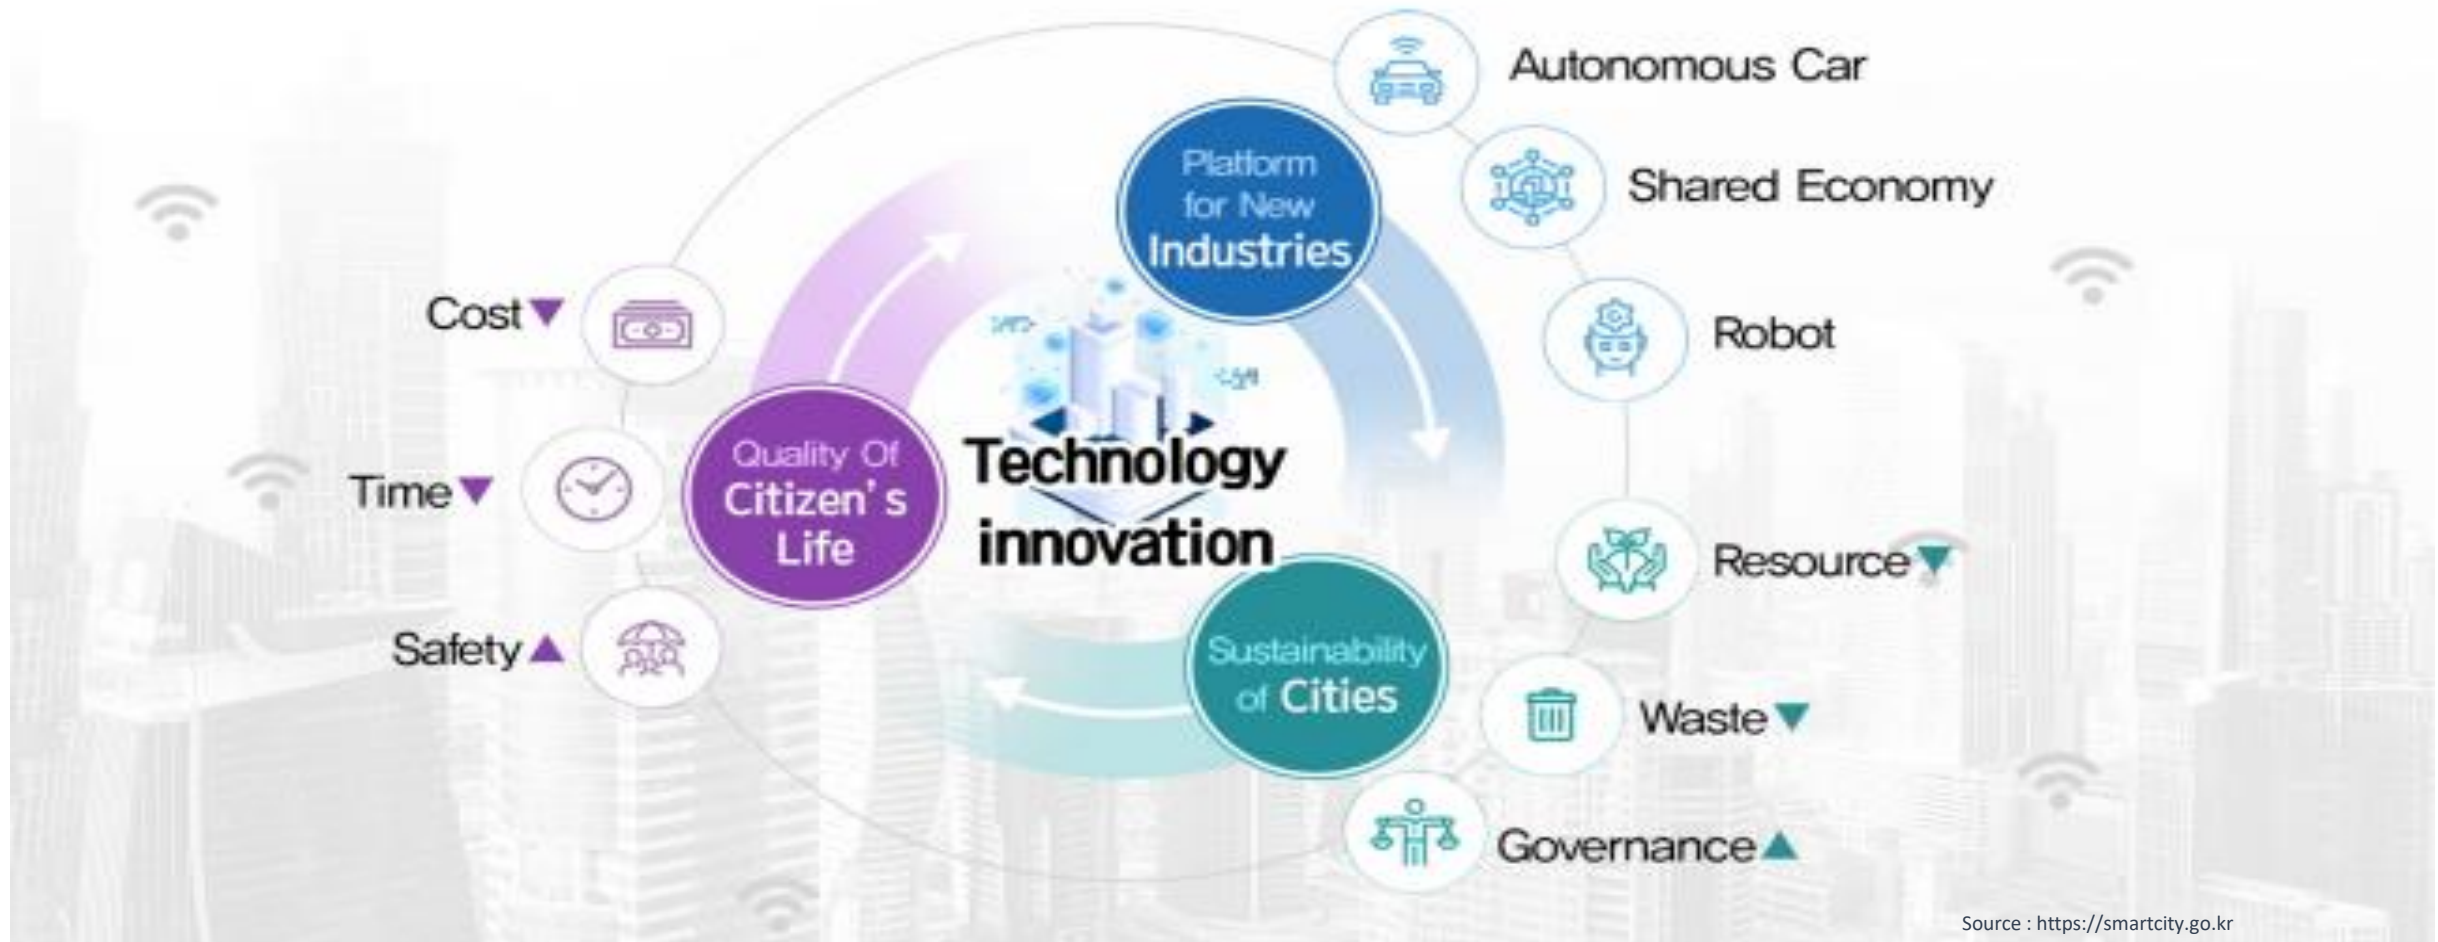 Autonomous Car
Platform
for New
Industries
Shared Economy
Cost▼
Robot
Quality Of
Citizen's
Life
Technology
innovation
Time▼
Resource▼
Safety▲
Sustainability
of Cities
Waste▼
Governance▲
Source : https://smartcity.go.kr